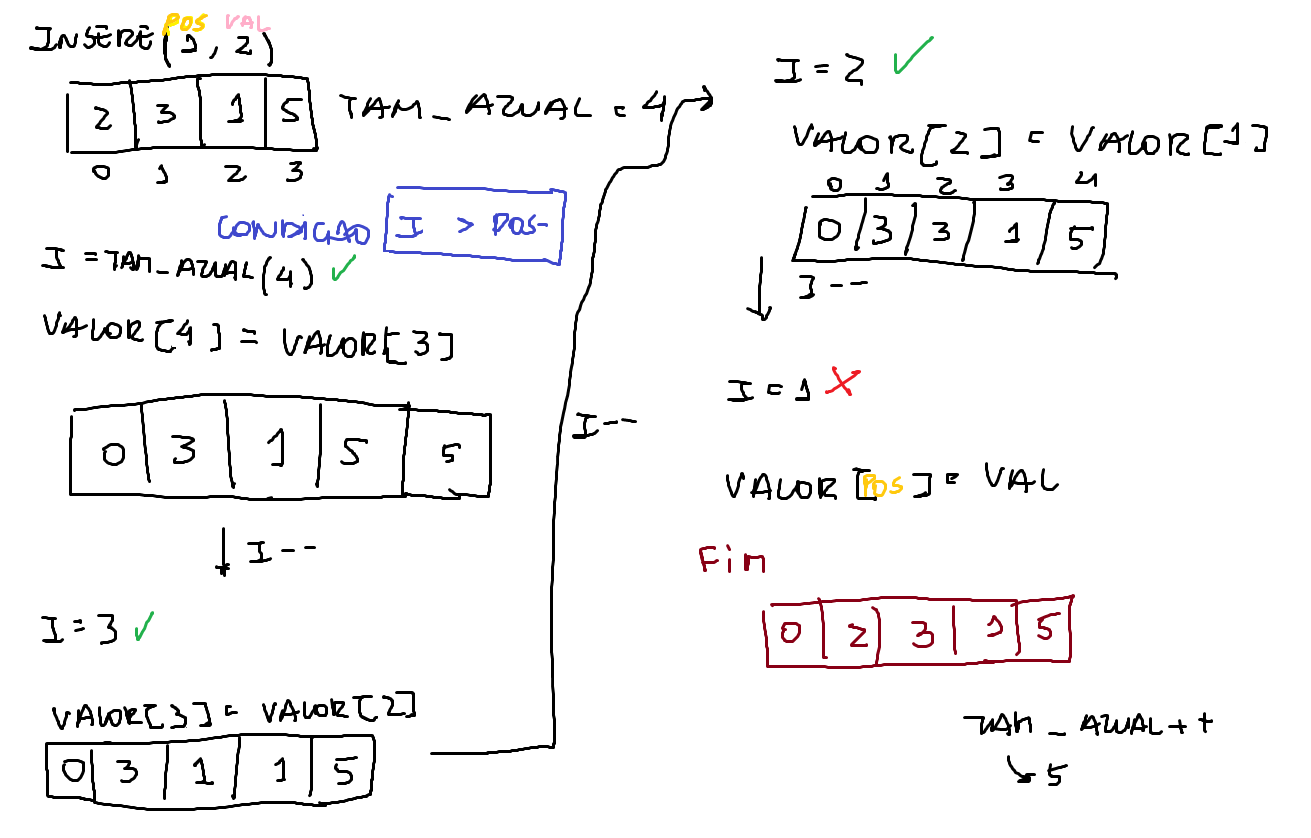 POS VAL
INSERE(1, 2)
2 3 1 5 TAM_ATUAL = 4
0 1 2 3
CONDIÇAO I > POS-
I = TAM_ATUAL(4) ✓
VALOR[4] = VALOR[3]
0 3 1 5 5
I--
I = 3 ✓
VALOR[3] = VALOR[2]
0 3 1 1 5
I--
I = 2 ✓
VALOR[2] = VALOR[1]
0 1 2 3 4
0 3 3 1 5
I--
I = 1 X
VALOR[POS] = VAL
Fim
0 2 3 1 5
TAM_ATUAL++
5